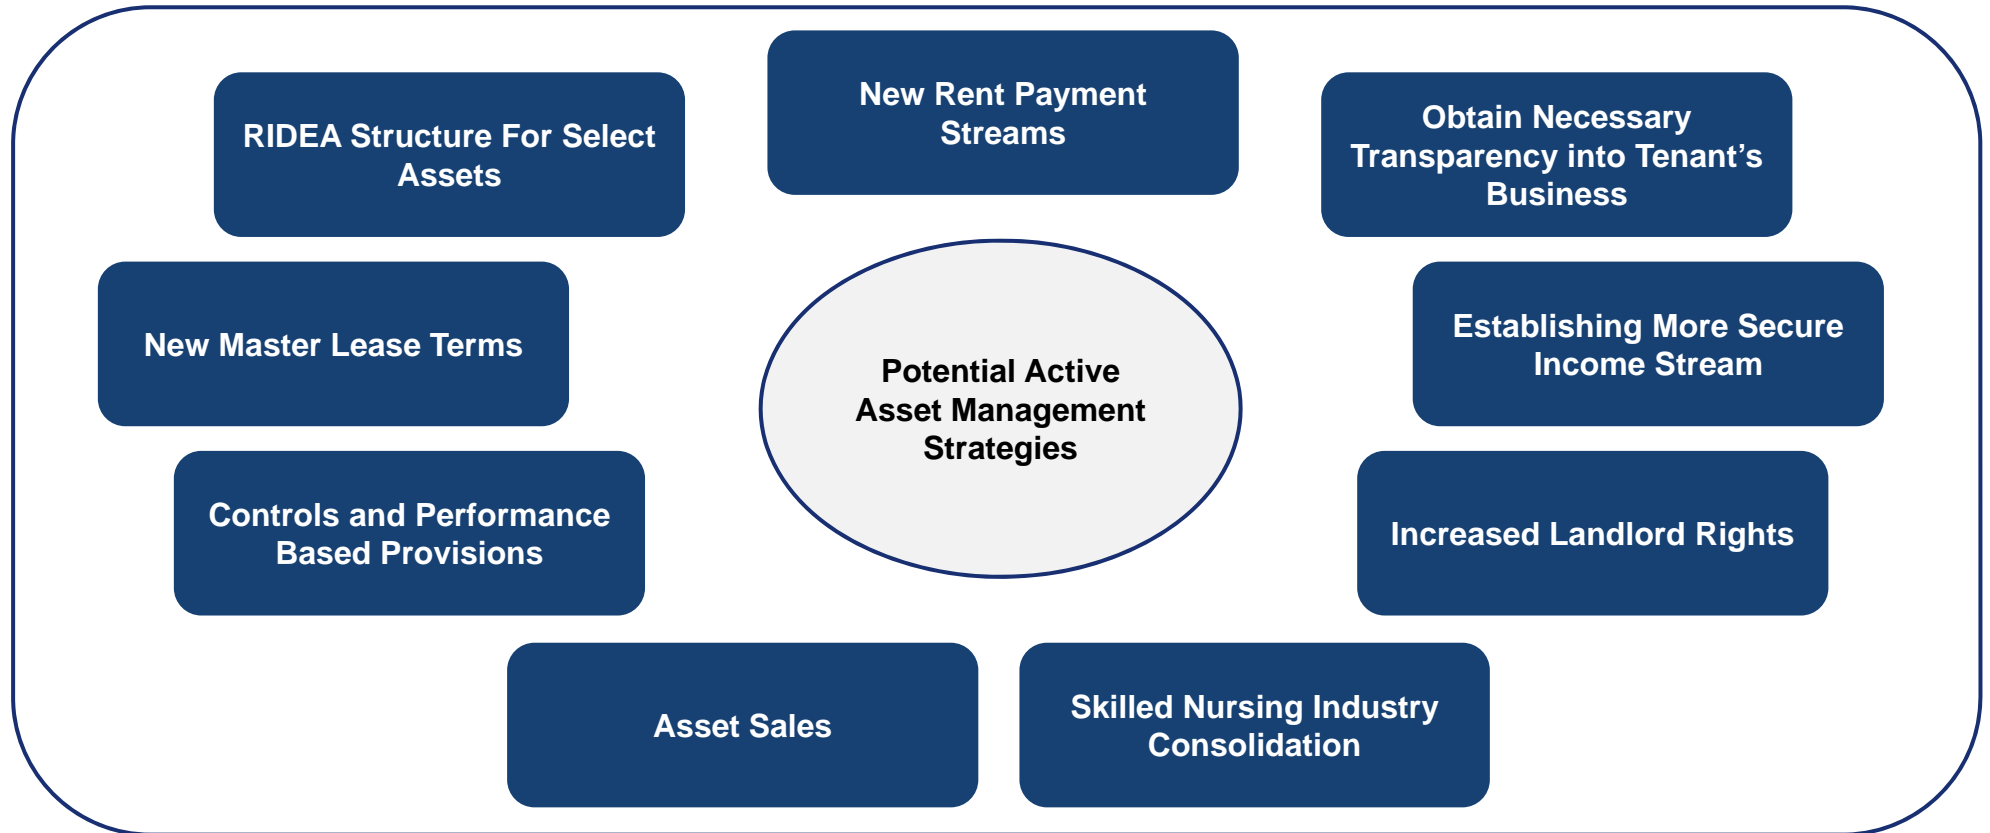 New Rent Payment
Streams
RIDEA Structure For Select
Assets
Obtain Necessary
Transparency into Tenant’s
Business
New Master Lease Terms
Establishing More Secure
Income Stream
Potential Active
Asset Management
Strategies
Controls and Performance
Based Provisions
Increased Landlord Rights
Asset Sales
Skilled Nursing Industry
Consolidation